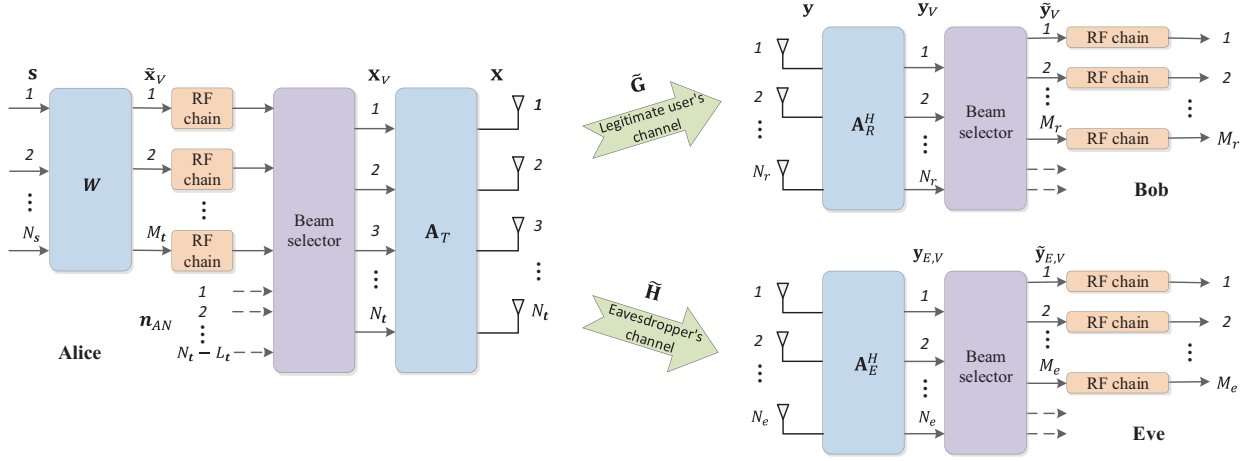 s
x̃_V
1
1
RF
chain
2
2
RF
chain
⋮
⋮
N_s
M_t
RF
chain
W
Beam
selector
n_AN
1
2
⋮
N_t − L_t
Alice
x_V
1
2
3
⋮
N_t
A_T
x
1
2
3
⋮
N_t
G̃
Legitimate user's
channel
H̃
Eavesdropper's
channel
y
1
2
⋮
N_r
A_R^H
y_V
1
2
⋮
N_r
Beam
selector
ỹ_V
1
RF chain
1
2
RF chain
2
⋮
⋮
M_r
RF chain
M_r
Bob
1
2
⋮
N_e
A_E^H
y_{E,V}
1
2
⋮
N_e
Beam
selector
ỹ_{E,V}
1
RF chain
1
2
RF chain
2
⋮
⋮
M_e
RF chain
M_e
Eve